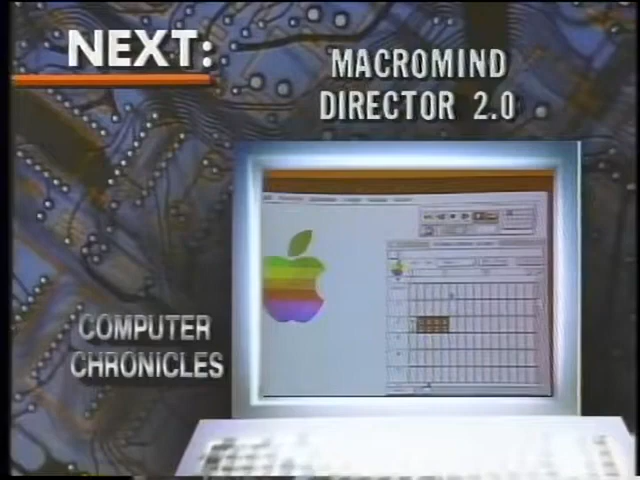 NEXT:
MACROMIND
DIRECTOR 2.0
COMPUTER
CHRONICLES